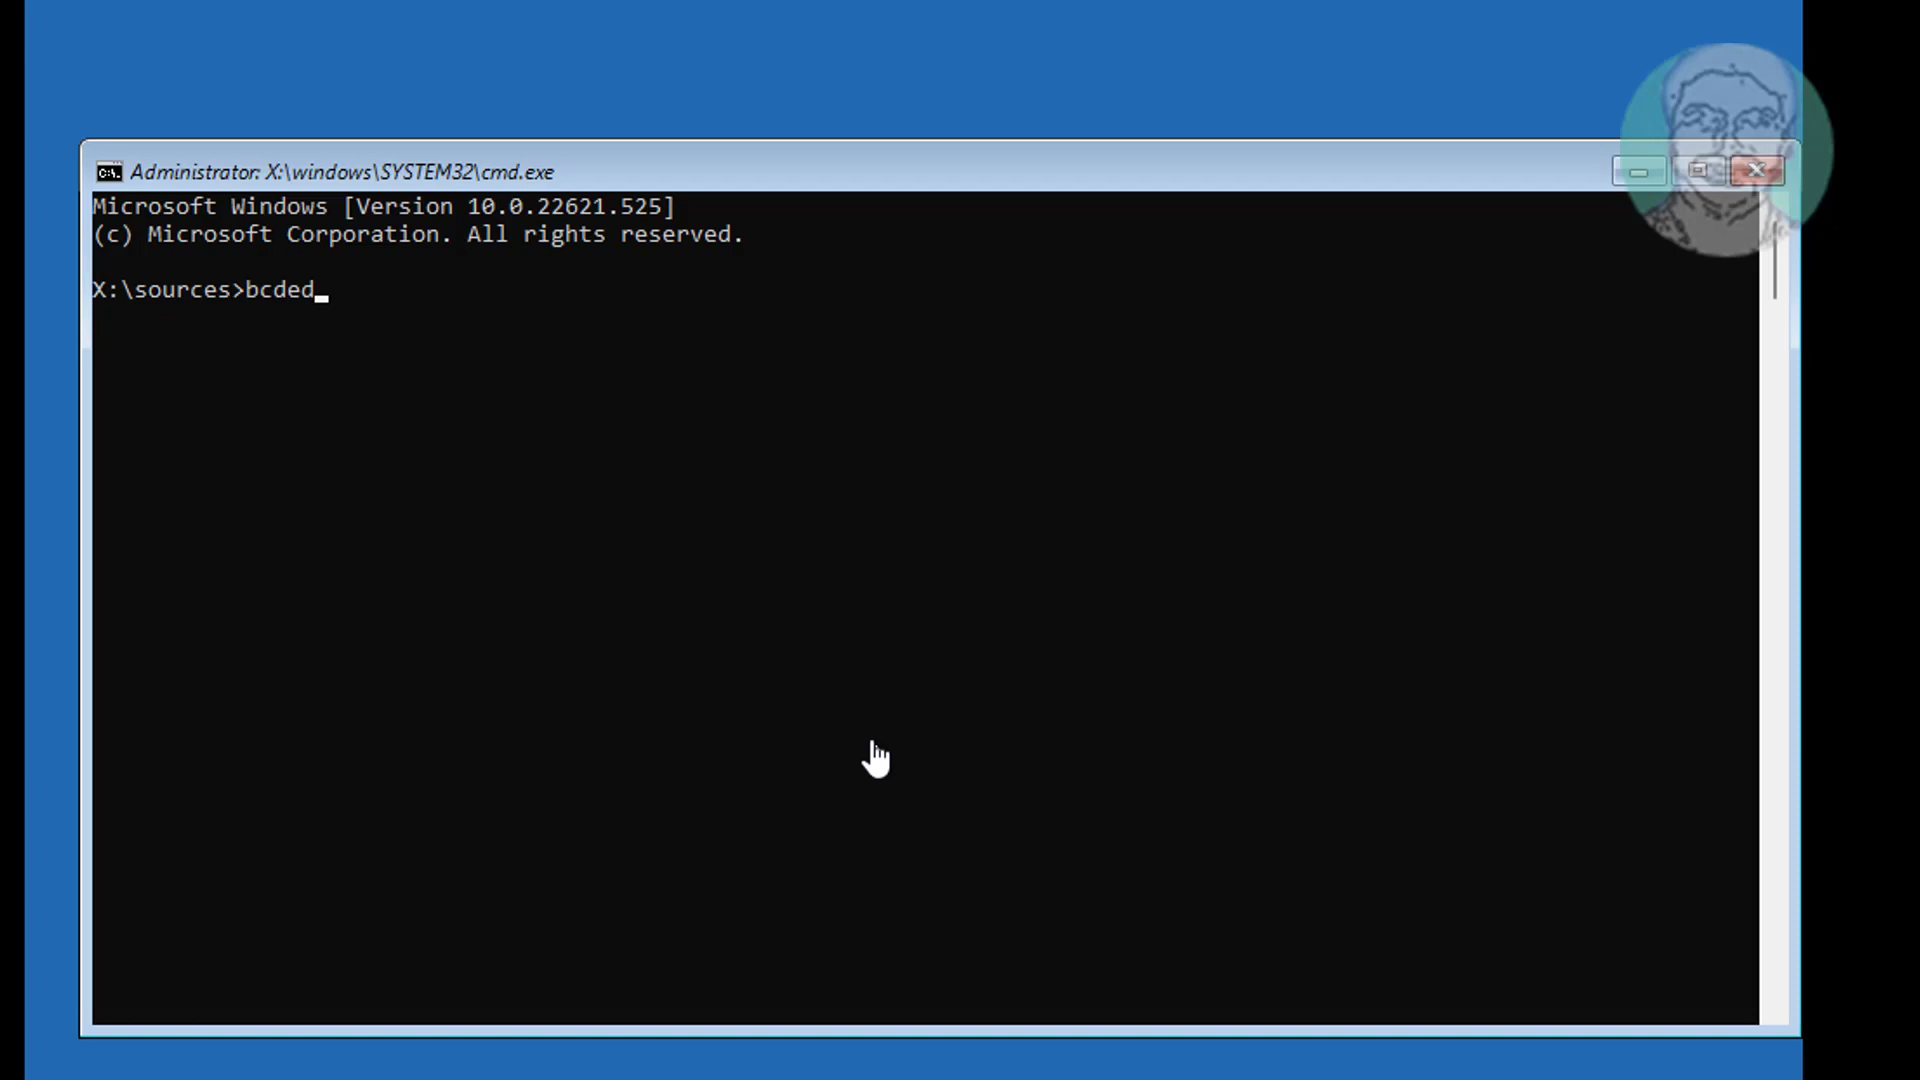 Administrator: X:\windows\SYSTEM32\cmd.exe
Microsoft Windows [Version 10.0.22621.525]
(c) Microsoft Corporation. All rights reserved.
X:\sources>bcded